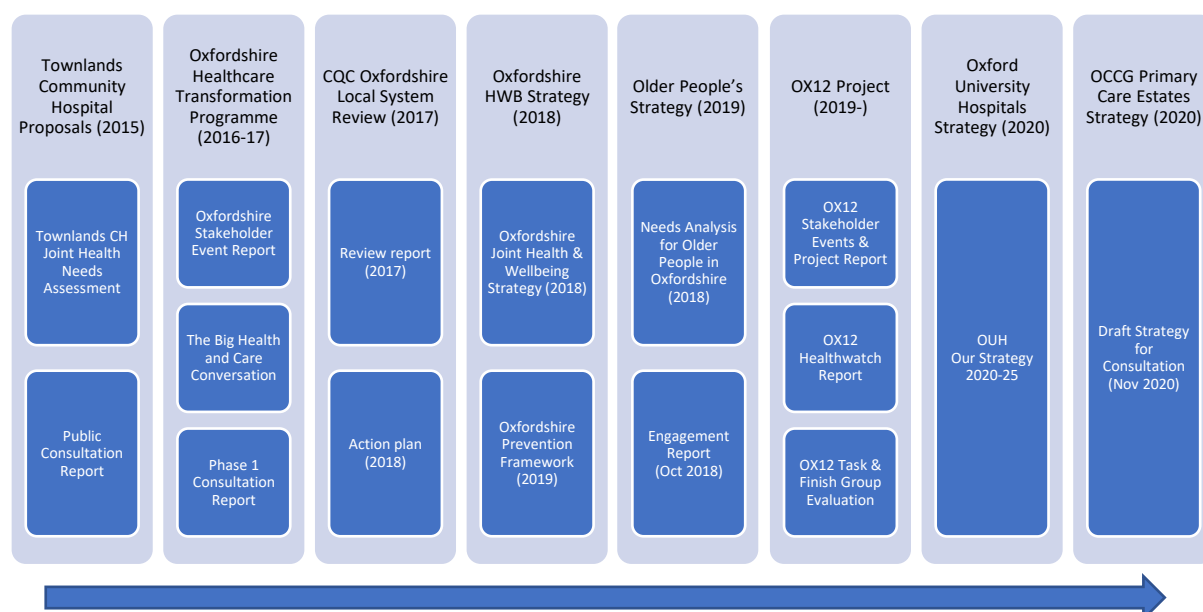 Townlands
Community
Hospital
Proposals (2015)
Townlands CH
Joint Health
Needs
Assessment
Public
Consultation
Report
Oxfordshire
Healthcare
Transformation
Programme
(2016-17)
Oxfordshire
Stakeholder
Event Report
The Big Health
and Care
Conversation
Phase 1
Consultation
Report
CQC Oxfordshire
Local System
Review (2017)
Review report
(2017)
Action plan
(2018)
Oxfordshire
HWB Strategy
(2018)
Oxfordshire
Joint Health &
Wellbeing
Strategy (2018)
Oxfordshire
Prevention
Framework
(2019)
Older People’s
Strategy (2019)
Needs Analysis
for Older
People in
Oxfordshire
(2018)
Engagement
Report
(Oct 2018)
OX12 Project
(2019-)
OX12
Stakeholder
Events &
Project Report
OX12
Healthwatch
Report
OX12 Task &
Finish Group
Evaluation
Oxford
University
Hospitals
Strategy (2020)
OUH
Our Strategy
2020-25
OCCG Primary
Care Estates
Strategy (2020)
Draft Strategy
for
Consultation
(Nov 2020)